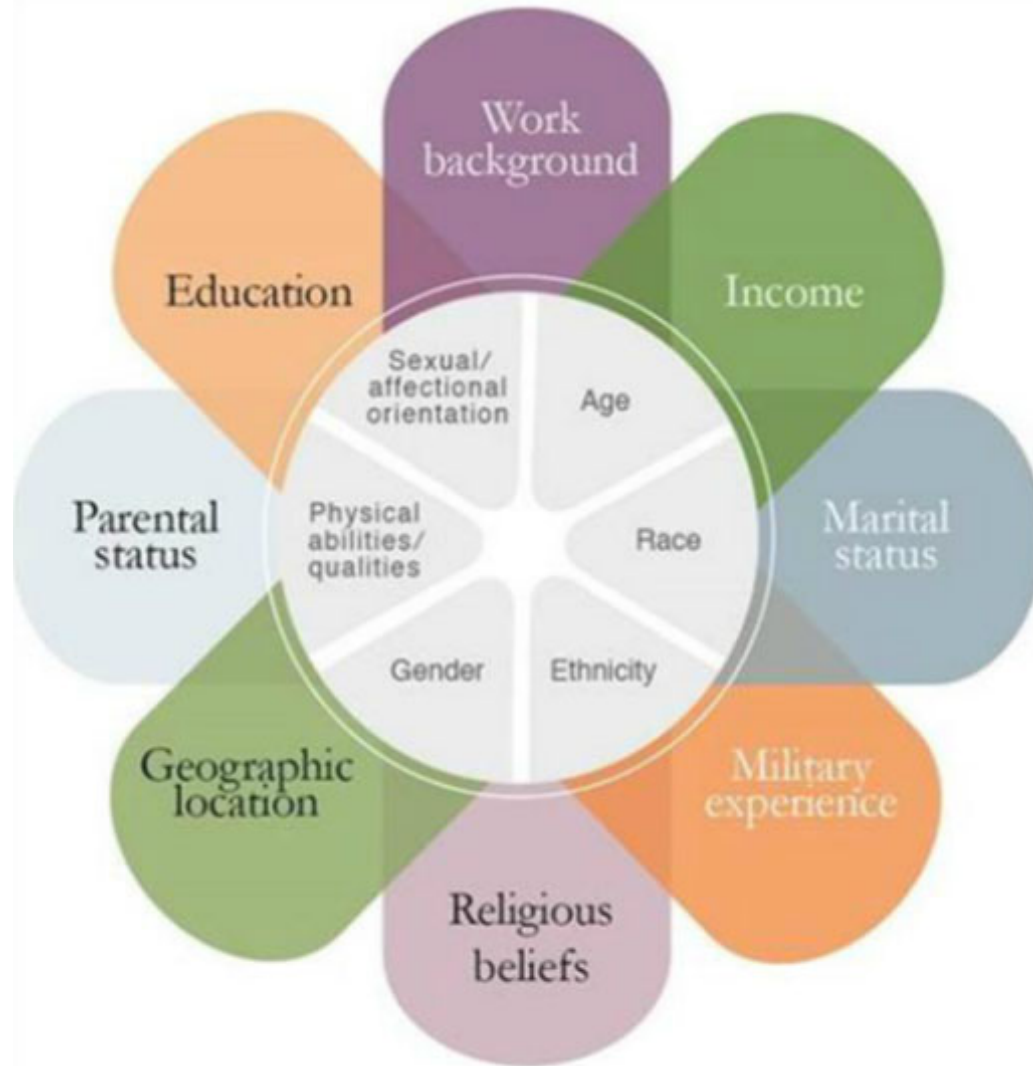 Work
background
Income
Marital
status
Military
experience
Religious
beliefs
Geographic
location
Parental
status
Education
Sexual/
affectional
orientation
Age
Race
Ethnicity
Gender
Physical
abilities/
qualities